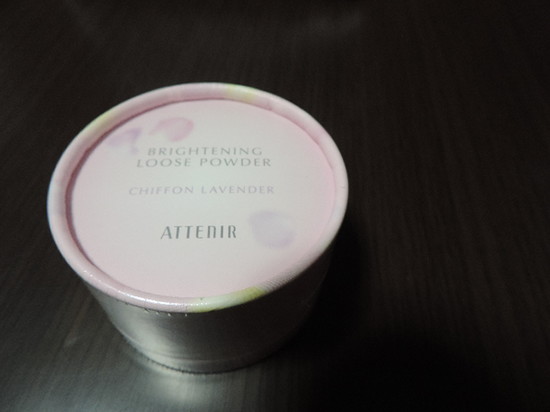 BRIGHTENING
LOOSE POWDER
CHIFFON LAVENDER
ATTENIR